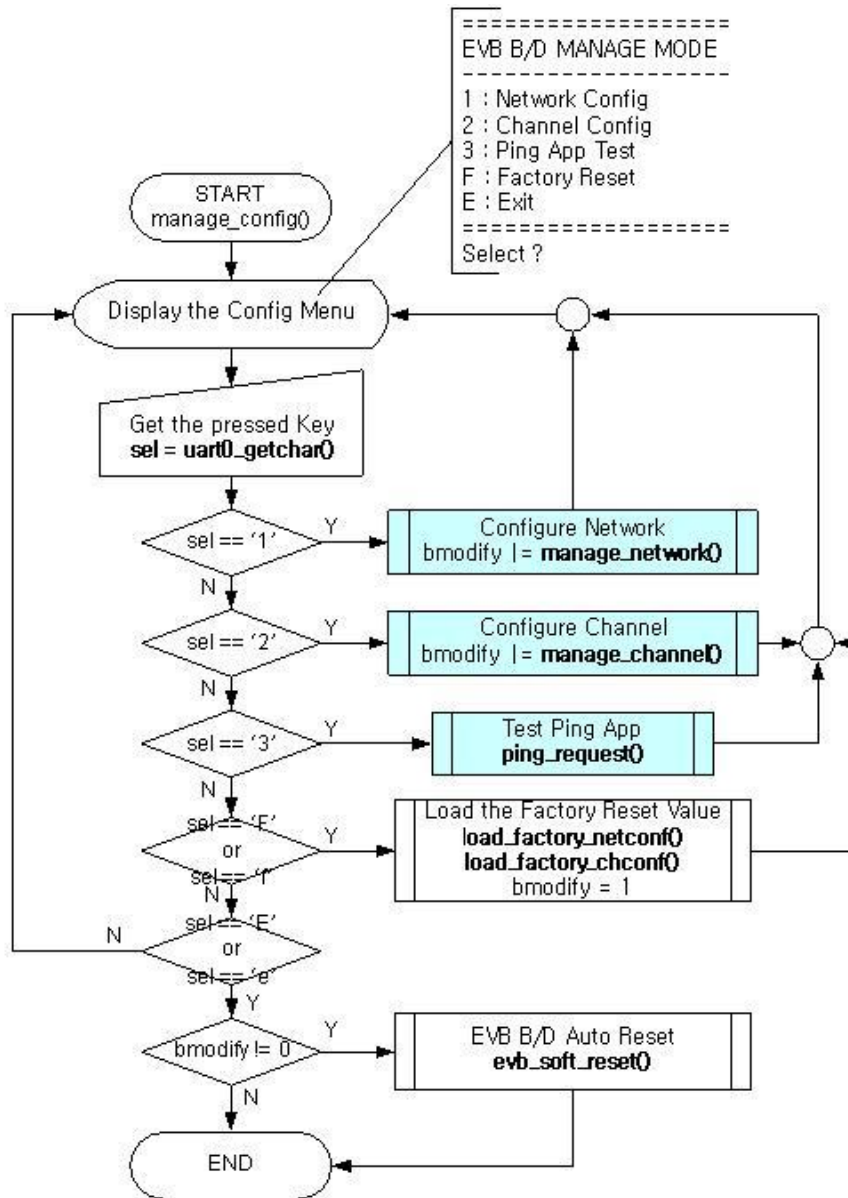 ====================
EVB B/D MANAGE MODE
--------------------
1 : Network Config
2 : Channel Config
3 : Ping App Test
F : Factory Reset
E : Exit
====================
Select ?
START
manage_config()
Display the Config Menu
Get the pressed Key
sel = uart0_getchar()
sel == '1'
Y
Configure Network
bmodify |= manage_network()
N
sel == '2'
Y
Configure Channel
bmodify |= manage_channel()
N
sel == '3'
Y
Test Ping App
ping_request()
N
sel == 'F'
or
sel == 'f'
Y
Load the Factory Reset Value
load_factory_netconf()
load_factory_chconf()
bmodify = 1
N
sel == 'E'
or
sel == 'e'
N
Y
bmodify != 0
Y
EVB B/D Auto Reset
evb_soft_reset()
N
END